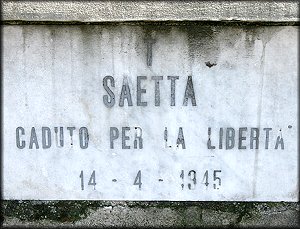 †
SAETTA
CADUTO PER LA LIBERTA'
14 - 4 - 1945